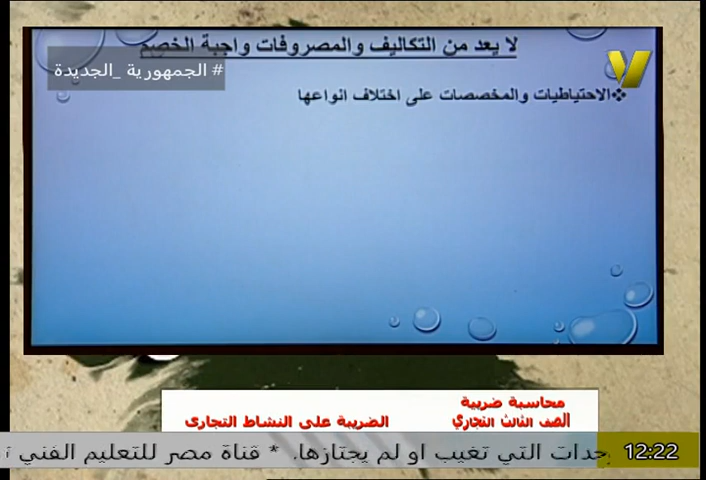 لا يعد من التكاليف والمصروفات واجبة الخصم
# الجمهورية _الجديدة
❖الاحتياطيات والمخصصات على اختلاف انواعها
محاسبة ضريبية
الصف الثالث التجاري
الضريبة على النشاط التجارى
حدات التي تغيب او لم يجتازها. * قناة مصر للتعليم الفني
12:22